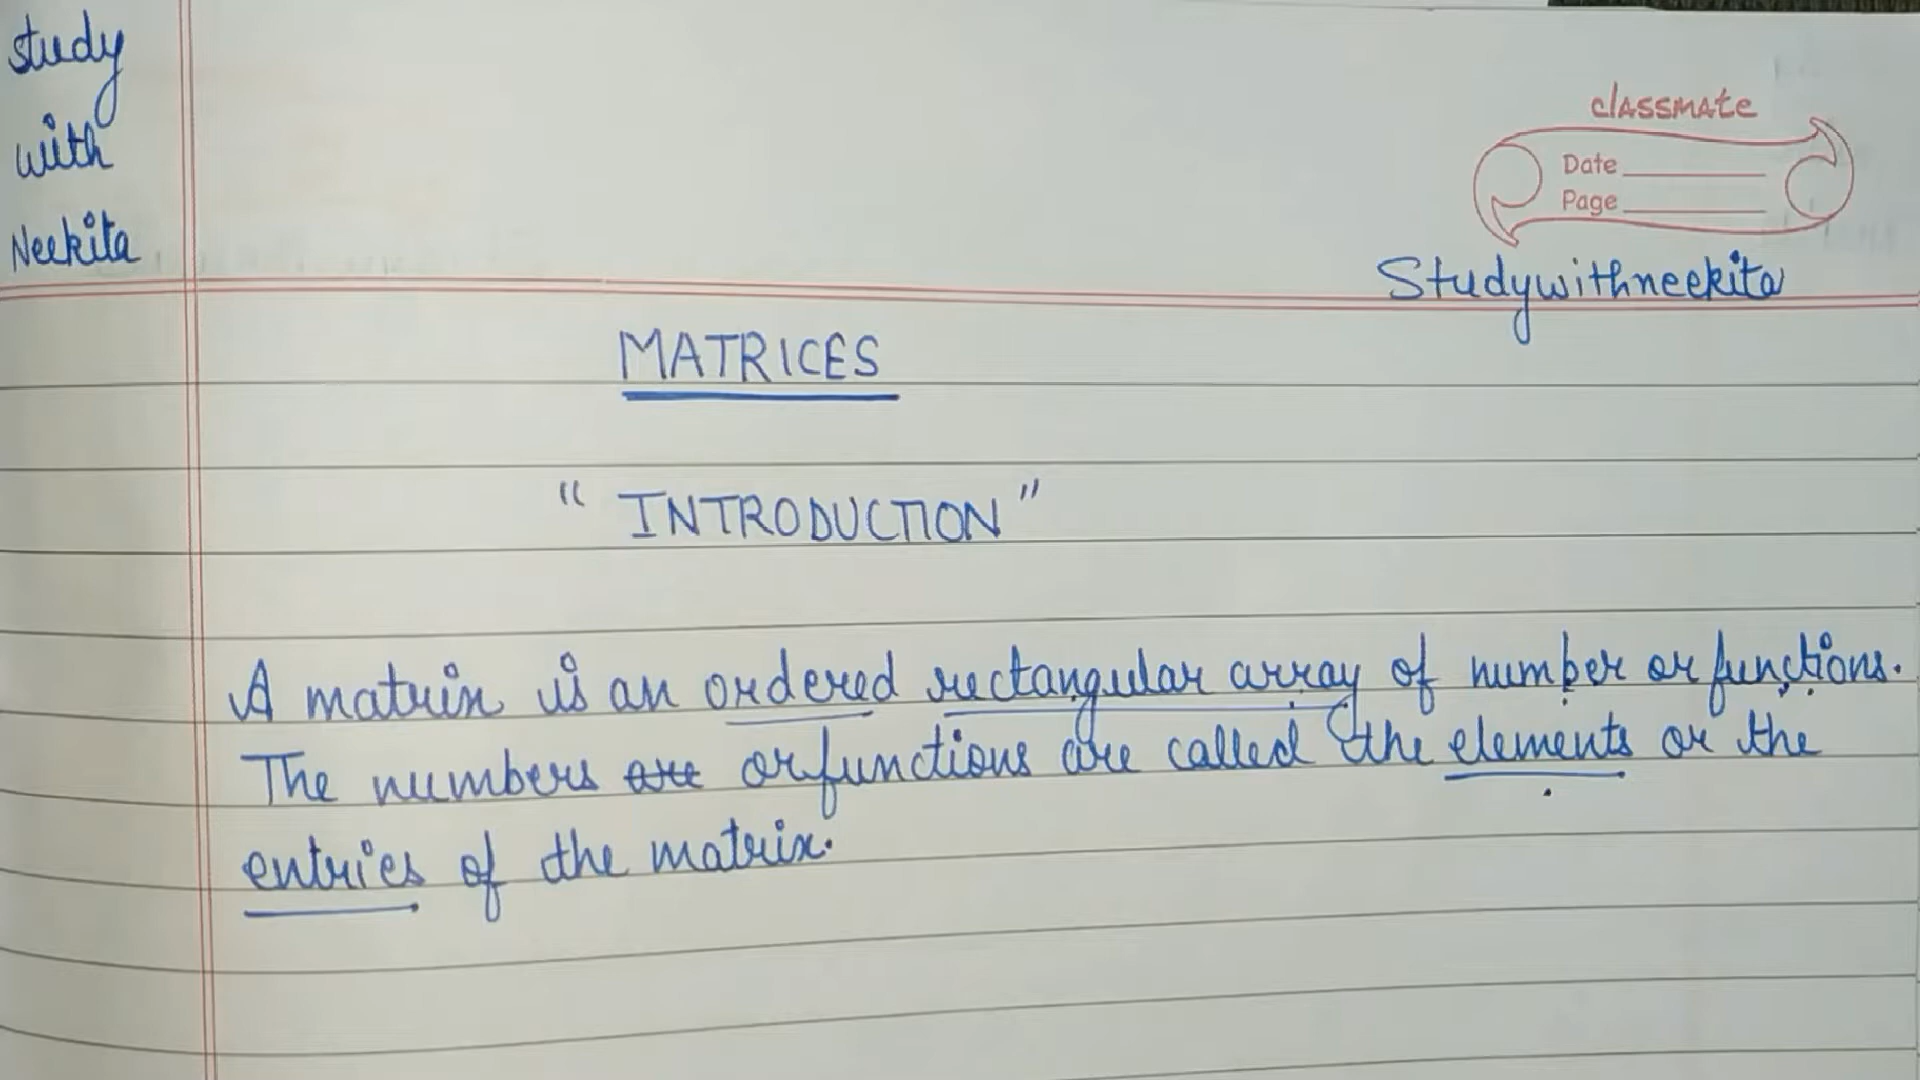 study
with
Neekita
classmate
Date
Page
Studywithneekita
MATRICES
"INTRODUCTION"
A matrix is an ordered rectangular array of number or functions.
The numbers are or functions are called the elements or the
entries of the matrix.